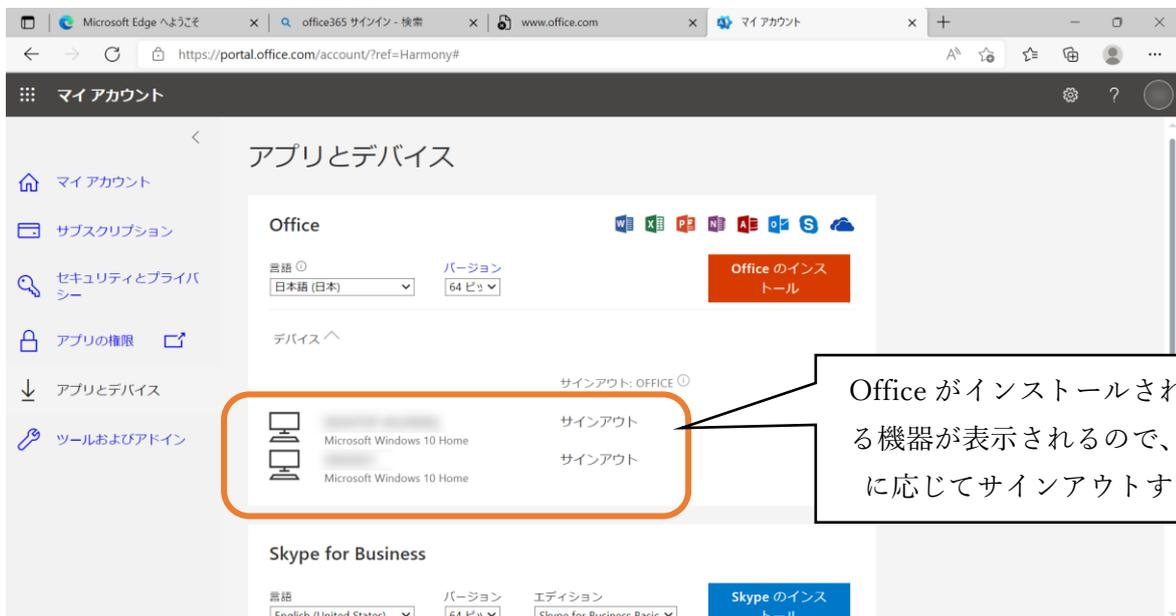 Microsoft Edge へようこそ
office365 サインイン - 検索
www.office.com
マイ アカウント
https://portal.office.com/account/?ref=Harmony#
マイ アカウント
?
アプリとデバイス
マイ アカウント
サブスクリプション
セキュリティとプライバ
シー
アプリの権限
アプリとデバイス
ツールおよびアドイン
Office
言語
バージョン
日本語 (日本)
64 ビッ
Office のインス
トール
デバイス
サインアウト: OFFICE
サインアウト
Microsoft Windows 10 Home
サインアウト
Microsoft Windows 10 Home
Office がインストールされ
る機器が表示されるので、
に応じてサインアウトす
Skype for Business
言語
バージョン
エディション
Skype のインス
トール
English (United States)
64 ビッ
Skype for Business Basic